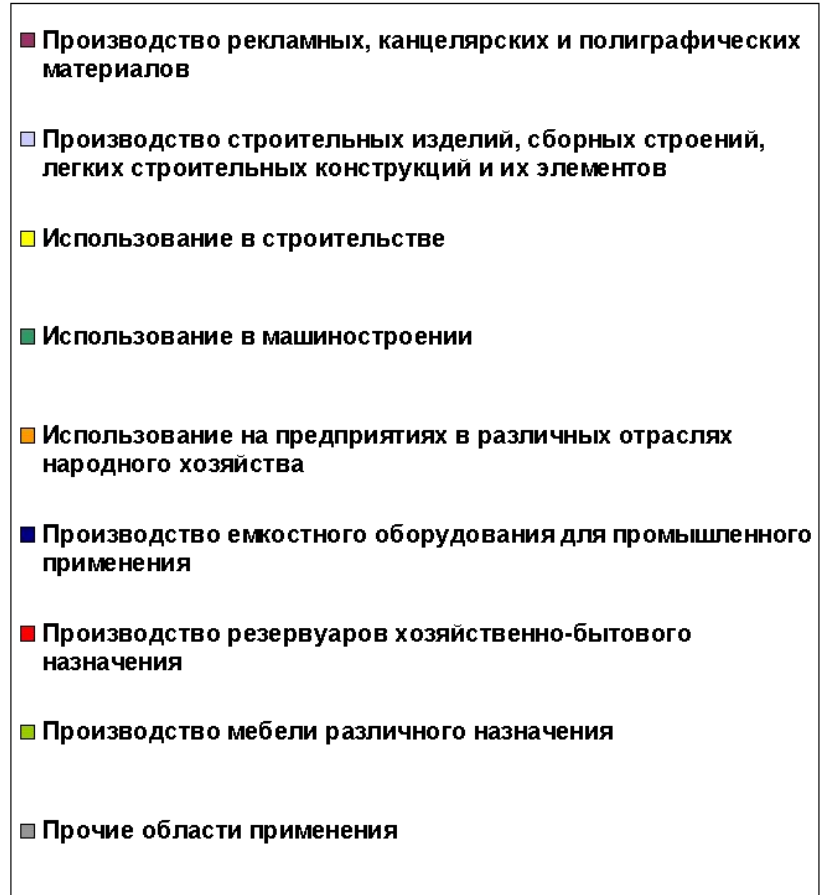 Производство рекламных, канцелярских и полиграфических
материалов
Производство строительных изделий, сборных строений,
легких строительных конструкций и их элементов
Использование в строительстве
Использование в машиностроении
Использование на предприятиях в различных отраслях
народного хозяйства
Производство емкостного оборудования для промышленного
применения
Производство резервуаров хозяйственно-бытового
назначения
Производство мебели различного назначения
Прочие области применения